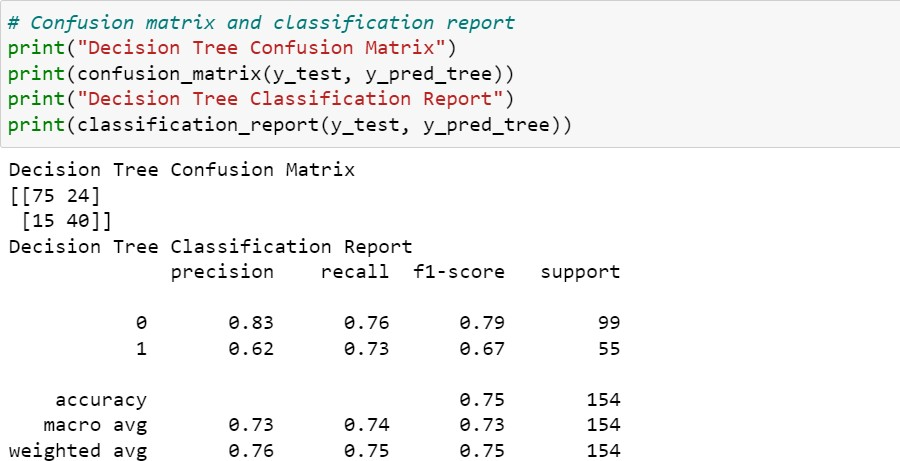 # Confusion matrix and classification report
print("Decision Tree Confusion Matrix")
print(confusion_matrix(y_test, y_pred_tree))
print("Decision Tree Classification Report")
print(classification_report(y_test, y_pred_tree))
Decision Tree Confusion Matrix
[[75 24]
 [15 40]]
Decision Tree Classification Report
              precision    recall  f1-score   support

           0       0.83      0.76      0.79        99
           1       0.62      0.73      0.67        55

    accuracy                           0.75       154
   macro avg       0.73      0.74      0.73       154
weighted avg       0.76      0.75      0.75       154